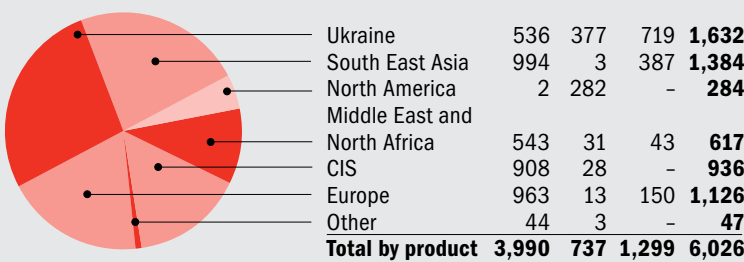 Ukraine 536 377 719 1,632
South East Asia 994 3 387 1,384
North America 2 282 – 284
Middle East and
North Africa 543 31 43 617
CIS 908 28 – 936
Europe 963 13 150 1,126
Other 44 3 – 47
Total by product 3,990 737 1,299 6,026